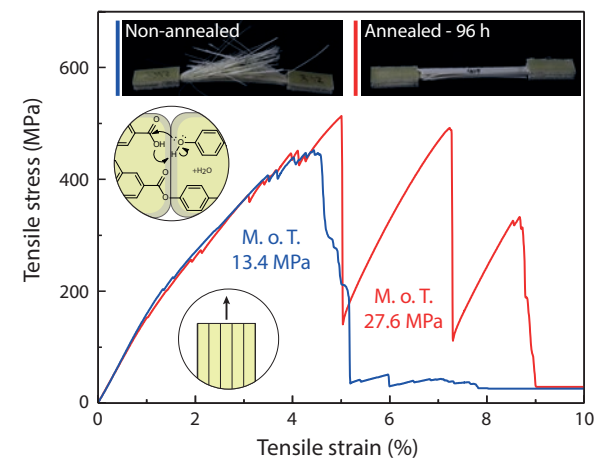 Non-annealed
Annealed - 96 h
600
400
200
0
Tensile stress (MPa)
O
OH
H
O
O
O
+H₂O
M. o. T.
13.4 MPa
M. o. T.
27.6 MPa
0
2
4
6
8
10
Tensile strain (%)